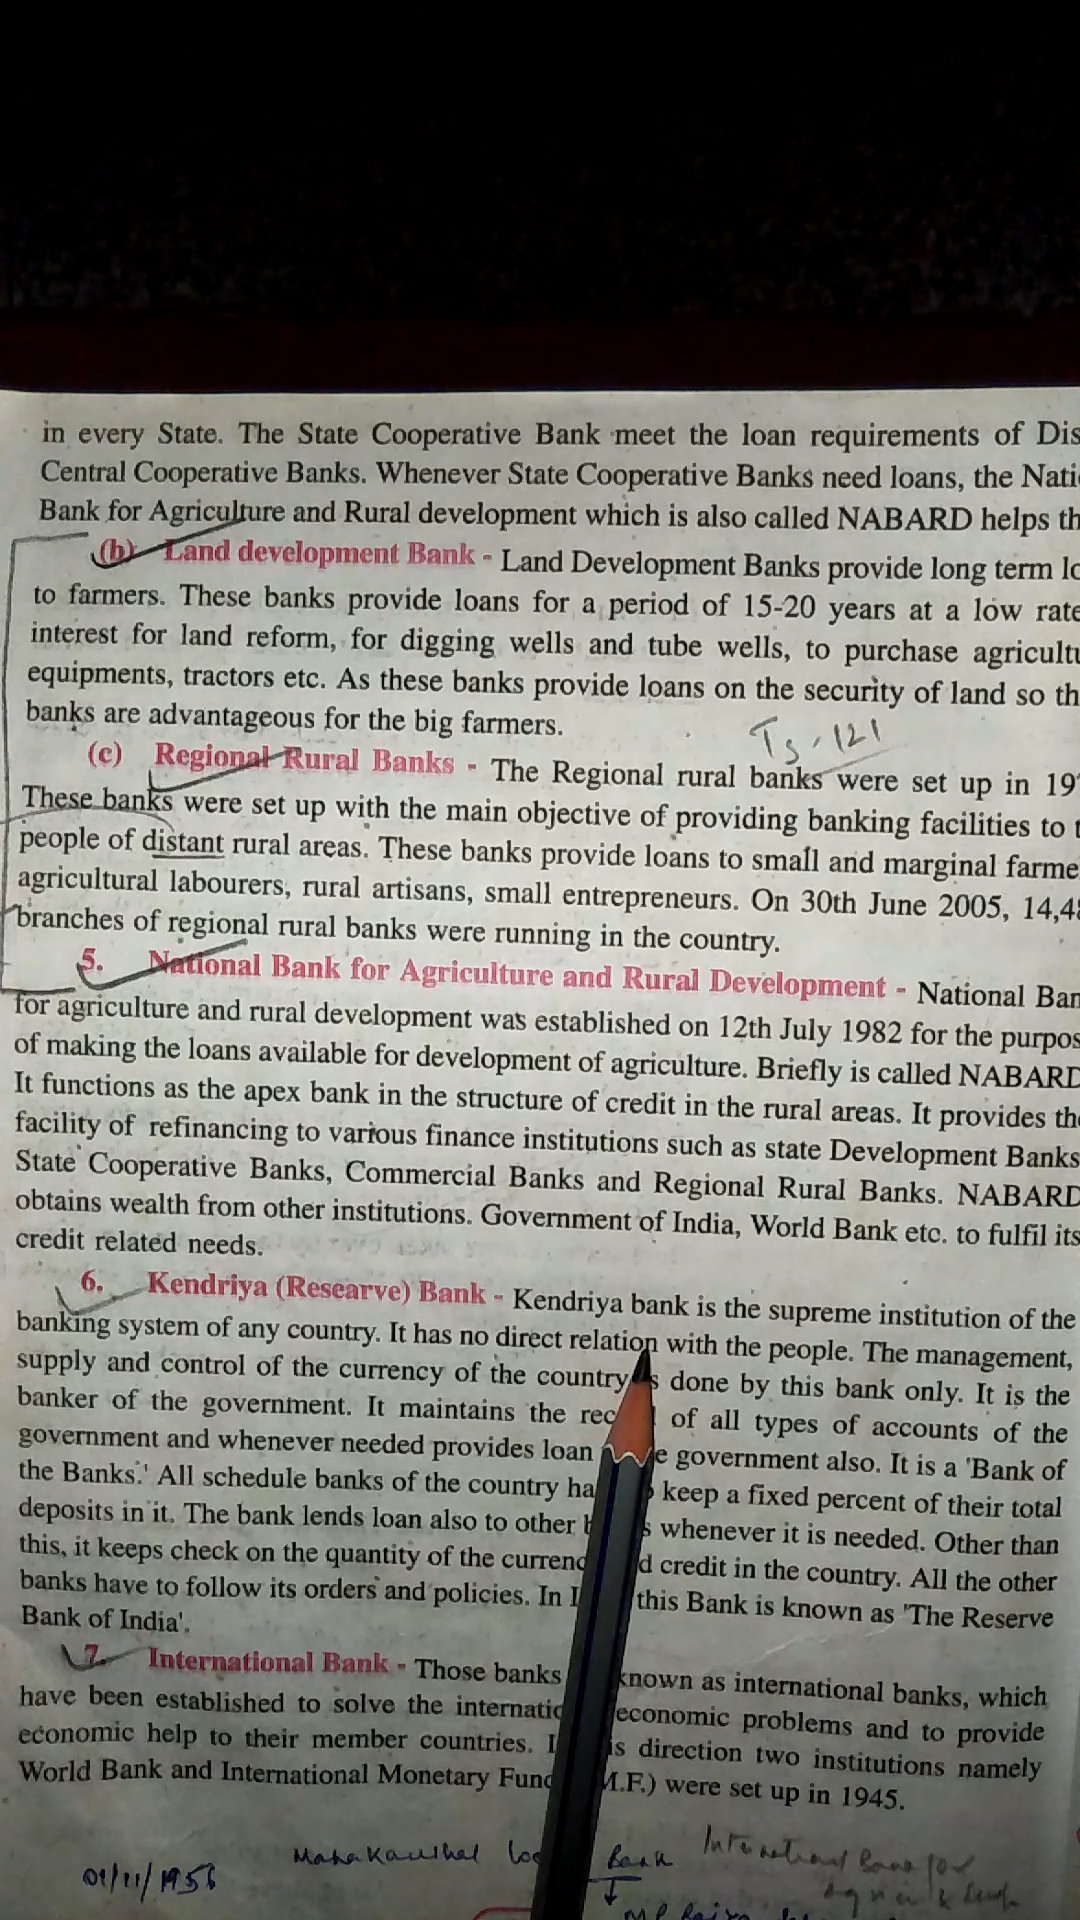 in every State. The State Cooperative Bank meet the loan requirements of Dis
Central Cooperative Banks. Whenever State Cooperative Banks need loans, the Nati
Bank for Agriculture and Rural development which is also called NABARD helps th
(b) Land development Bank - Land Development Banks provide long term lo
to farmers. These banks provide loans for a period of 15-20 years at a low rate
interest for land reform, for digging wells and tube wells, to purchase agricultu
equipments, tractors etc. As these banks provide loans on the security of land so th
banks are advantageous for the big farmers.
Ts. 121
(c) Regional Rural Banks - The Regional rural banks were set up in 19
These banks were set up with the main objective of providing banking facilities to t
people of distant rural areas. These banks provide loans to small and marginal farme
agricultural labourers, rural artisans, small entrepreneurs. On 30th June 2005, 14,4
branches of regional rural banks were running in the country.
5. National Bank for Agriculture and Rural Development - National Ban
for agriculture and rural development was established on 12th July 1982 for the purpos
of making the loans available for development of agriculture. Briefly is called NABARD
It functions as the apex bank in the structure of credit in the rural areas. It provides the
facility of refinancing to various finance institutions such as state Development Banks
State Cooperative Banks, Commercial Banks and Regional Rural Banks. NABARD
obtains wealth from other institutions. Government of India, World Bank etc. to fulfil its
credit related needs.
6. Kendriya (Researve) Bank - Kendriya bank is the supreme institution of the
banking system of any country. It has no direct relation with the people. The management,
supply and control of the currency of the country s done by this bank only. It is the
banker of the government. It maintains the rec of all types of accounts of the
government and whenever needed provides loan e government also. It is a 'Bank of
the Banks.' All schedule banks of the country ha keep a fixed percent of their total
deposits in it. The bank lends loan also to other b s whenever it is needed. Other than
this, it keeps check on the quantity of the currenc d credit in the country. All the other
banks have to follow its orders and policies. In I this Bank is known as 'The Reserve
Bank of India'.
7. International Bank - Those banks known as international banks, which
have been established to solve the internatio economic problems and to provide
economic help to their member countries. I is direction two institutions namely
World Bank and International Monetary Fund M.F.) were set up in 1945.
01/11/1956 Mahakaushal Bank International Bank for